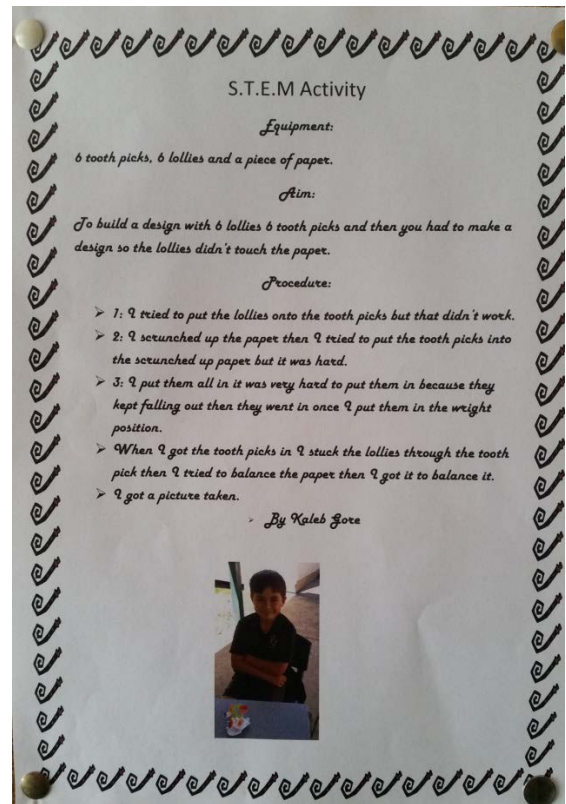 S.T.E.M Activity
Equipment:
6 tooth picks, 6 lollies and a piece of paper.
Aim:
To build a design with 6 lollies 6 tooth picks and then you had to make a
design so the lollies didn't touch the paper.
Procedure:
➢ 1: I tried to put the lollies onto the tooth picks but that didn't work.
➢ 2: I scrunched up the paper then I tried to put the tooth picks into
the scrunched up paper but it was hard.
➢ 3: I put them all in it was very hard to put them in because they
kept falling out then they went in once I put them in the wright
position.
➢ When I got the tooth picks in I stuck the lollies through the tooth
pick then I tried to balance the paper then I got it to balance it.
➢ I got a picture taken.
➢ By Kaleb Gore